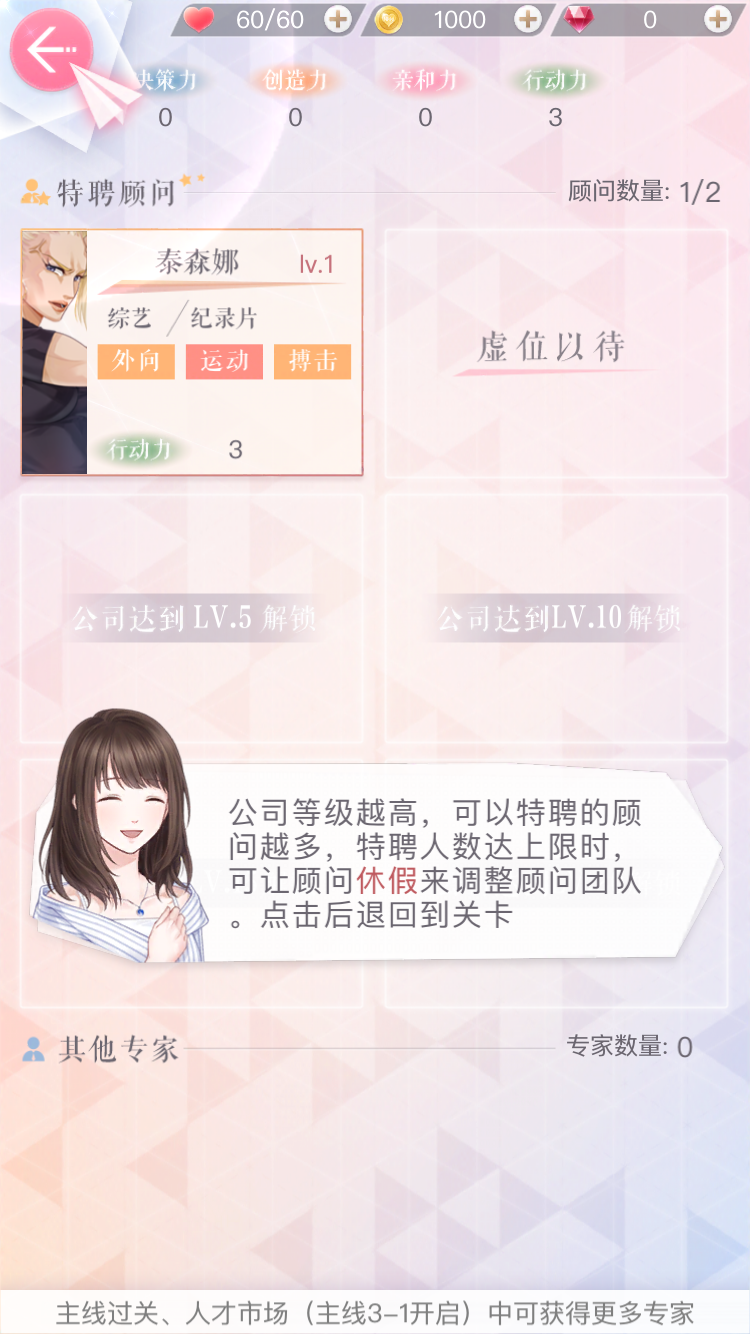 60/60
1000
0
决策力
创造力
亲和力
行动力
0
0
0
3
特聘顾问
顾问数量: 1/2
泰森娜
lv.1
综艺
纪录片
外向
运动
搏击
行动力
3
虚位以待
公司达到 LV.5 解锁
公司达到LV.10解锁
公司等级越高，可以特聘的顾
问越多，特聘人数达上限时，
可让顾问休假来调整顾问团队
。点击后退回到关卡
其他专家
专家数量: 0
主线过关、人才市场（主线3-1开启）中可获得更多专家